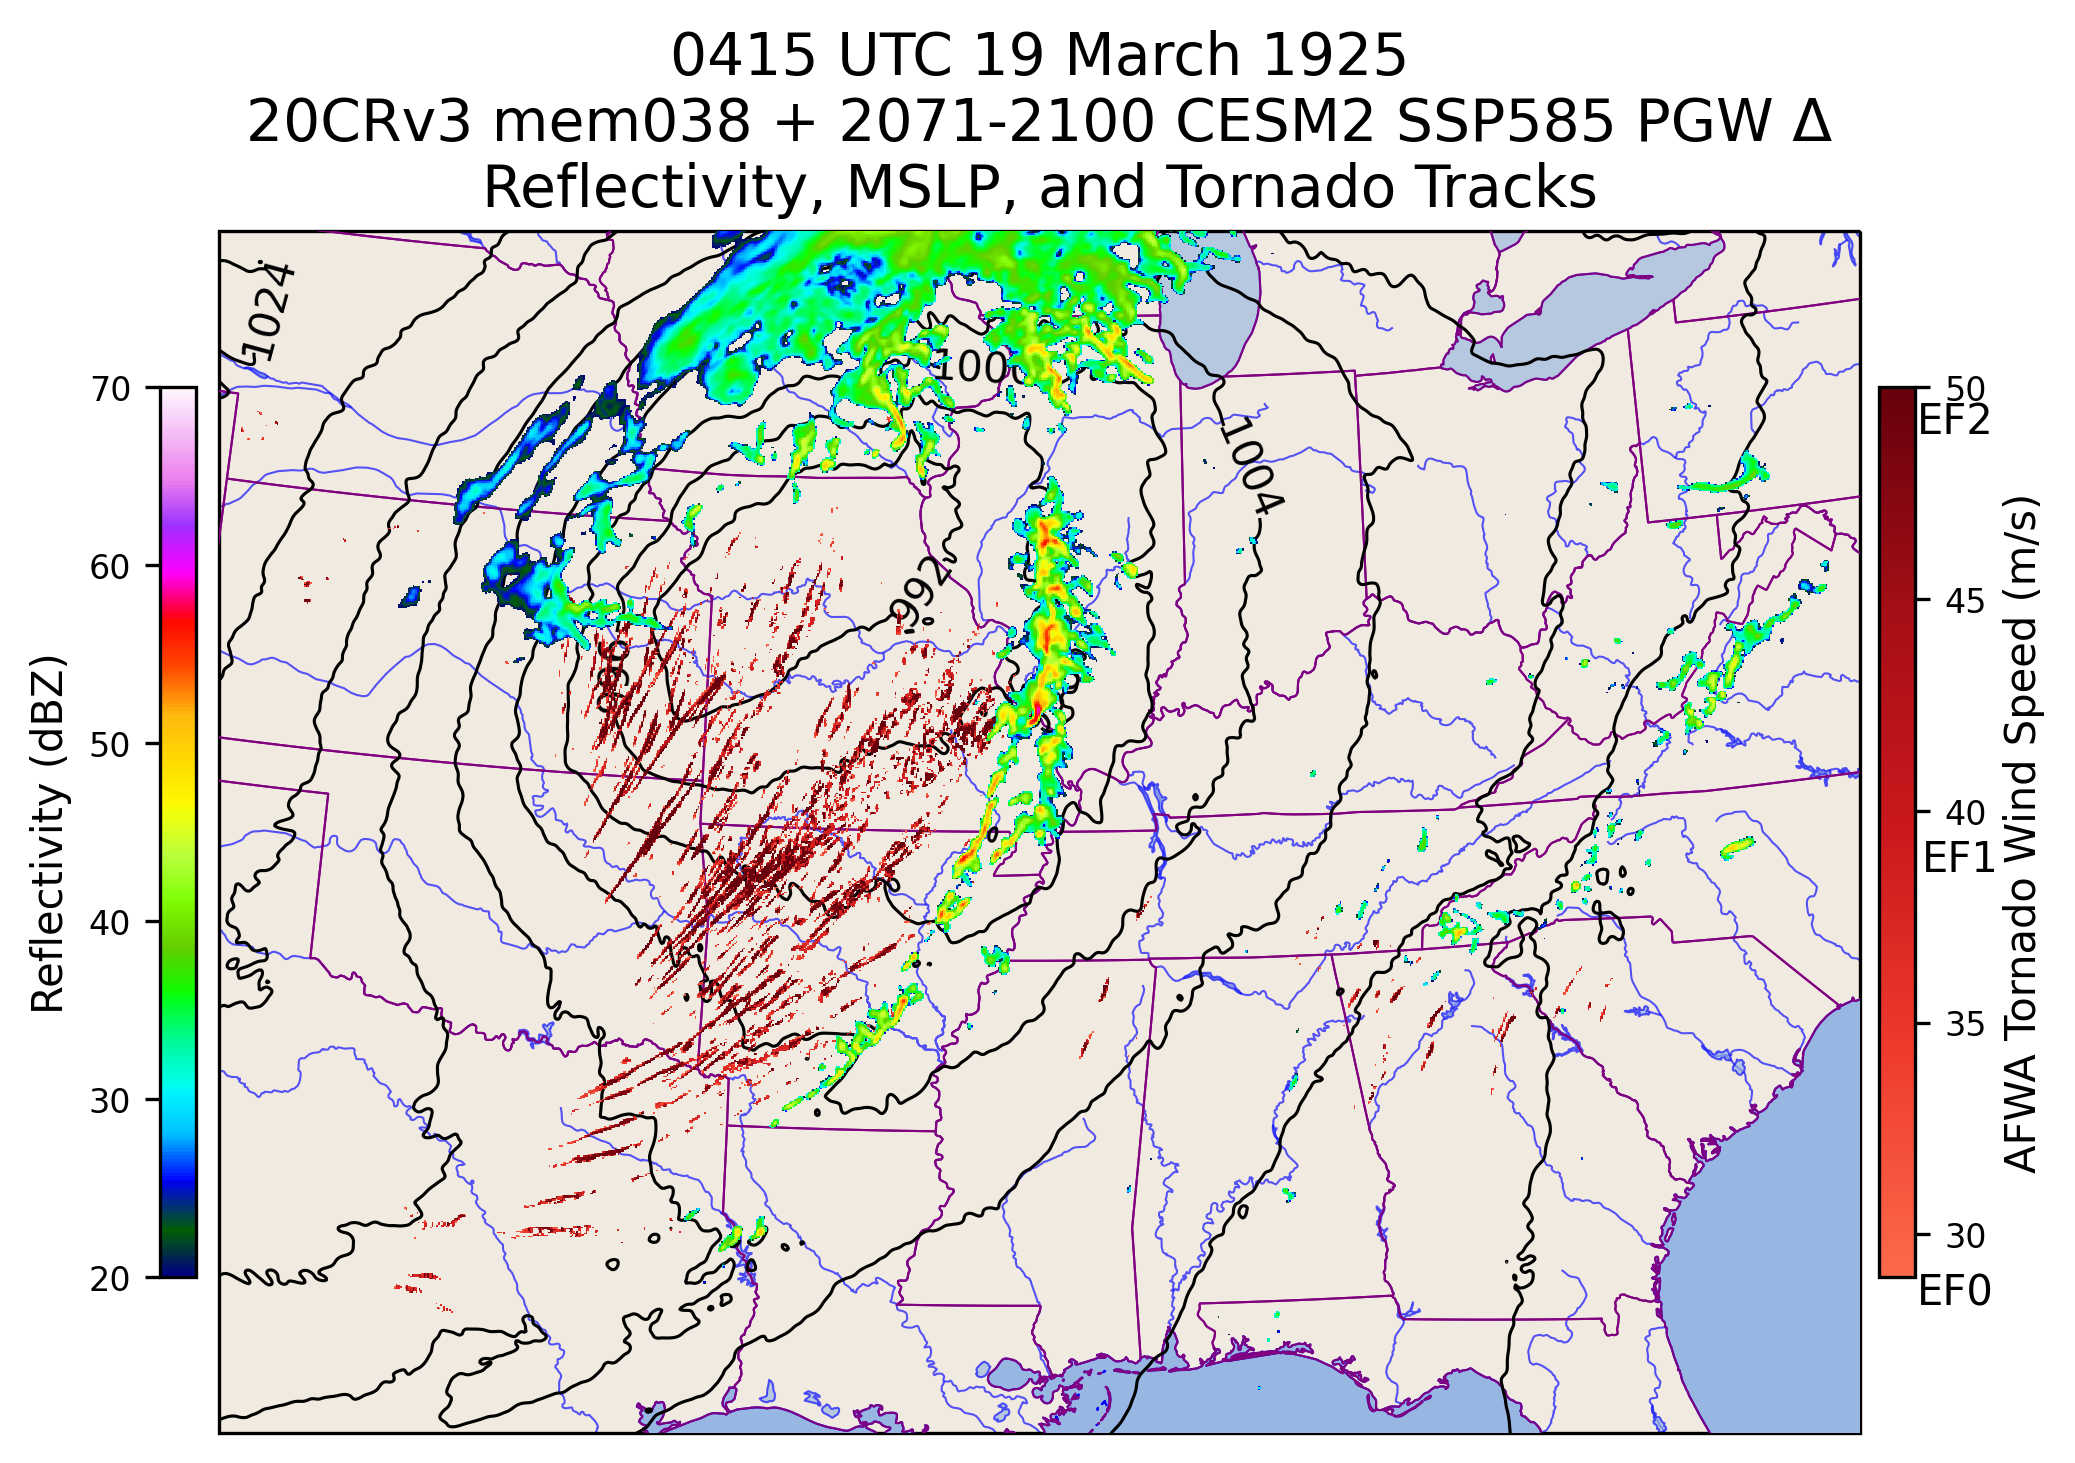 0415 UTC 19 March 1925
20CRv3 mem038 + 2071-2100 CESM2 SSP585 PGW Δ
Reflectivity, MSLP, and Tornado Tracks
1024
1004
992
70
60
50
40
30
20
Reflectivity (dBZ)
50
EF2
45
40
EF1
35
30
EF0
AFWA Tornado Wind Speed (m/s)